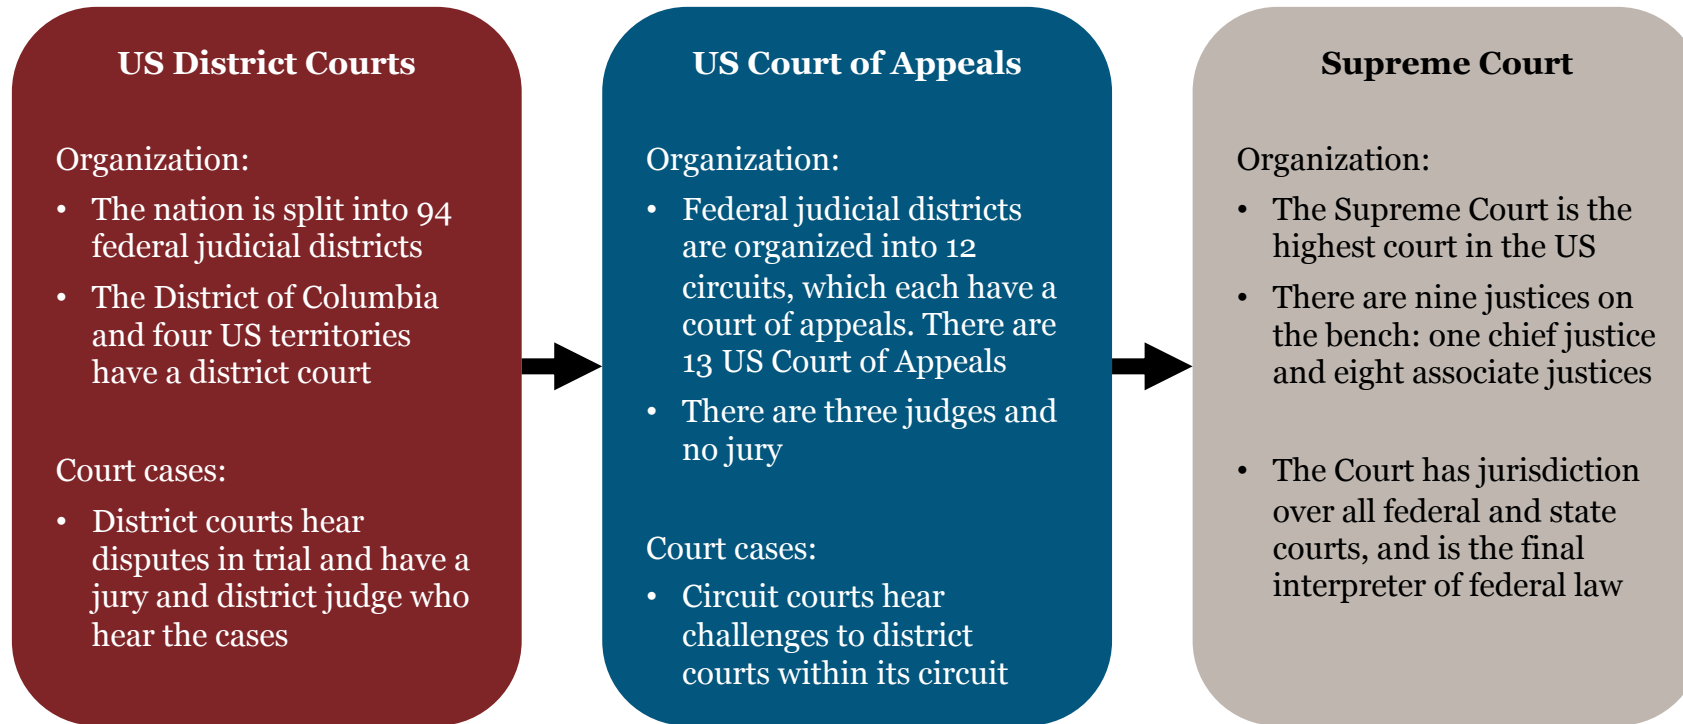 US District Courts
Organization:
• The nation is split into 94
federal judicial districts
• The District of Columbia
and four US territories
have a district court
Court cases:
• District courts hear
disputes in trial and have a
jury and district judge who
hear the cases
US Court of Appeals
Organization:
• Federal judicial districts
are organized into 12
circuits, which each have a
court of appeals. There are
13 US Court of Appeals
• There are three judges and
no jury
Court cases:
• Circuit courts hear
challenges to district
courts within its circuit
Supreme Court
Organization:
• The Supreme Court is the
highest court in the US
• There are nine justices on
the bench: one chief justice
and eight associate justices
• The Court has jurisdiction
over all federal and state
courts, and is the final
interpreter of federal law